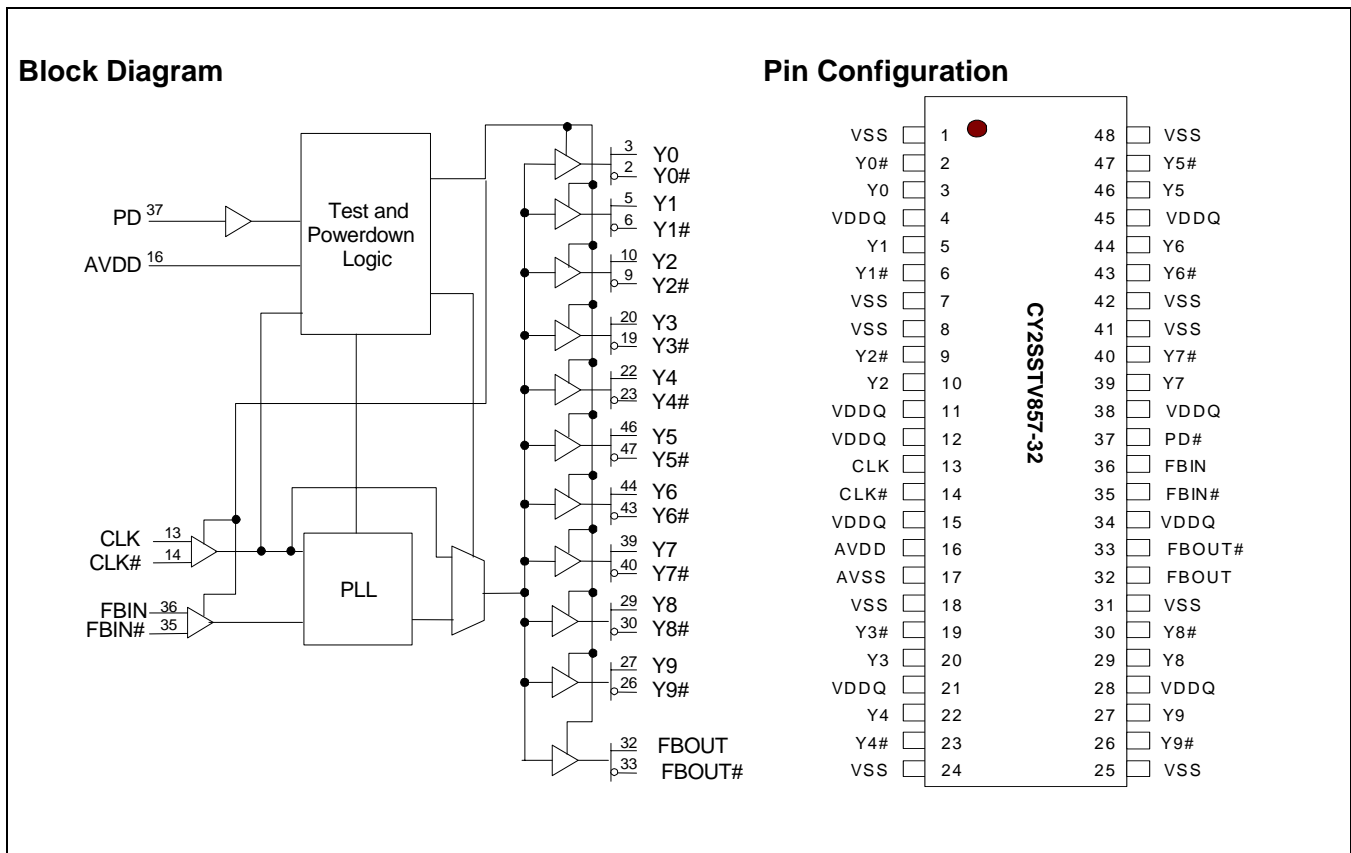 Block Diagram
PD 37
AVDD 16
Test and
Powerdown
Logic
CLK 13
CLK# 14
FBIN 36
FBIN# 35
PLL
3 Y0
2 Y0#
5 Y1
6 Y1#
10 Y2
9 Y2#
20 Y3
19 Y3#
22 Y4
23 Y4#
46 Y5
47 Y5#
44 Y6
43 Y6#
39 Y7
40 Y7#
29 Y8
30 Y8#
27 Y9
26 Y9#
32 FBOUT
33 FBOUT#
Pin Configuration
VSS 1 48 VSS
Y0# 2 47 Y5#
Y0 3 46 Y5
VDDQ 4 45 VDDQ
Y1 5 44 Y6
Y1# 6 43 Y6#
VSS 7 42 VSS
VSS 8 41 VSS
Y2# 9 40 Y7#
Y2 10 39 Y7
VDDQ 11 38 VDDQ
VDDQ 12 37 PD#
CLK 13 36 FBIN
CLK# 14 35 FBIN#
VDDQ 15 34 VDDQ
AVDD 16 33 FBOUT#
AVSS 17 32 FBOUT
VSS 18 31 VSS
Y3# 19 30 Y8#
Y3 20 29 Y8
VDDQ 21 28 VDDQ
Y4 22 27 Y9
Y4# 23 26 Y9#
VSS 24 25 VSS
CY2SSTV857-32